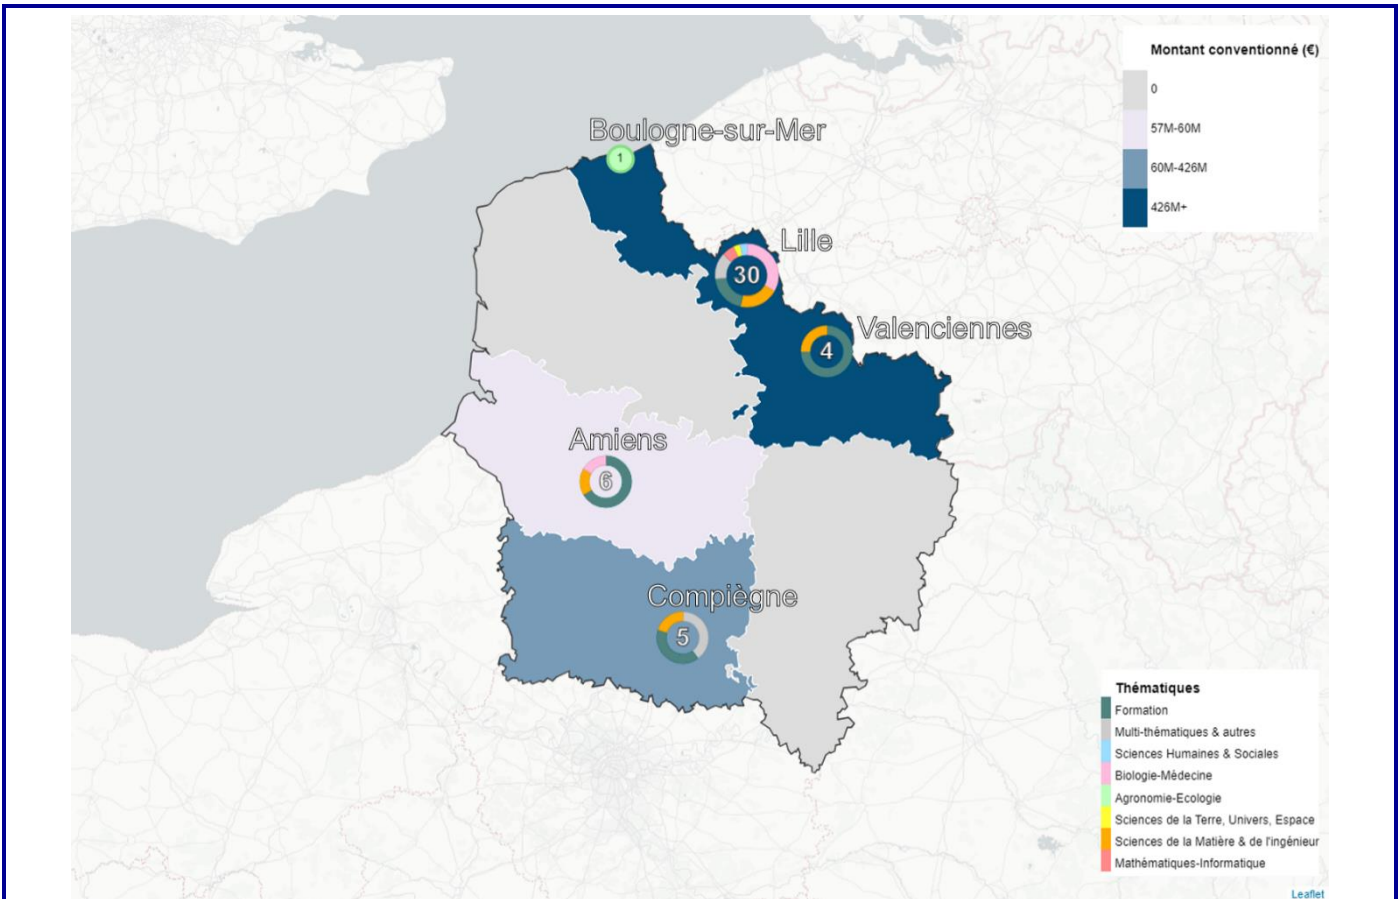 Montant conventionné (€)
0
57M-60M
60M-426M
426M+
Boulogne-sur-Mer
1
Lille
30
Valenciennes
4
Amiens
6
Compiègne
5
Thématiques
Formation
Multi-thématiques & autres
Sciences Humaines & Sociales
Biologie-Médecine
Agronomie-Ecologie
Sciences de la Terre, Univers, Espace
Sciences de la Matière & de l'ingénieur
Mathématiques-Informatique
Leaflet